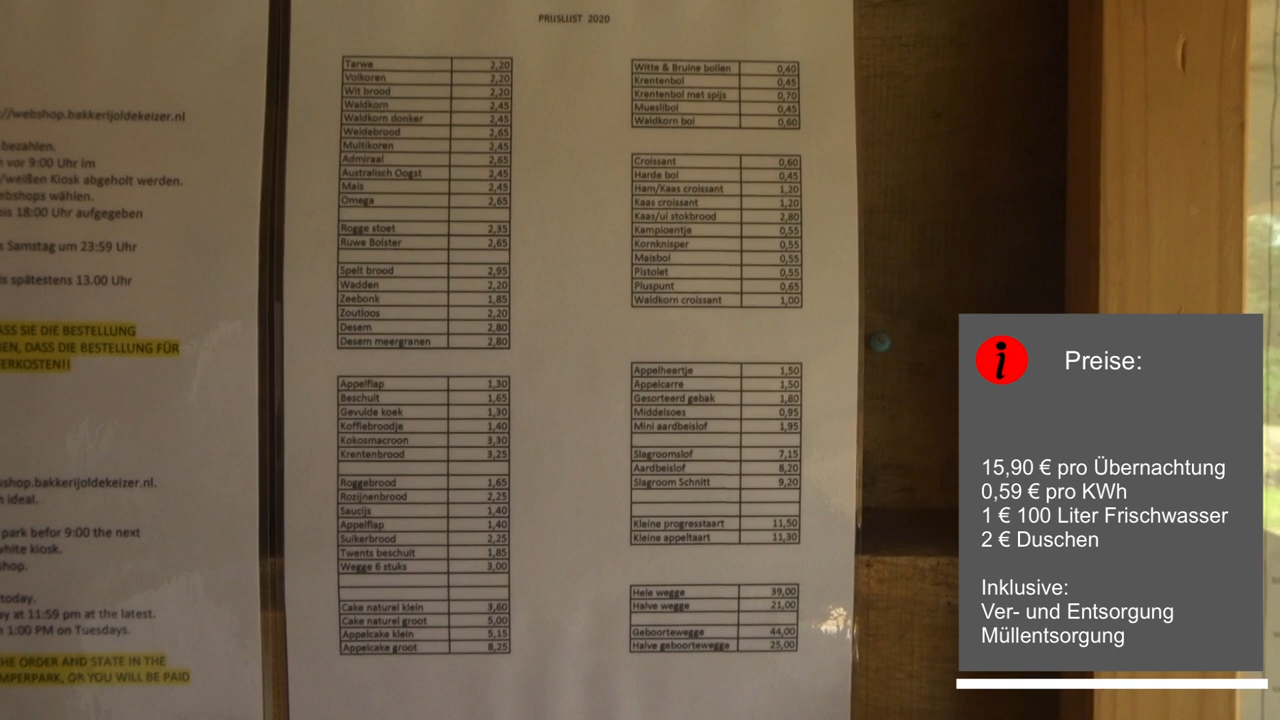 ://webshop.bakkerijoldekeizer.nl
bezahlen.
vor 9:00 Uhr im
/weißen Kiosk abgeholt werden.
ebshops wählen.
bis 18:00 Uhr aufgegeben
s Samstag um 23:59 Uhr
is spätestens 13.00 Uhr
ASS SIE DIE BESTELLUNG
EN, DASS DIE BESTELLUNG FÜR
ERKOSTEN!!
shop.bakkerijoldekeizer.nl.
ideal.
park befor 9:00 the next
white kiosk.
shop.
today.
ay at 11:59 pm at the latest.
1:00 PM on Tuesdays.
HE ORDER AND STATE IN THE
MPERPARK, OR YOU WILL BE PAID
PRIJSLIJST 2020
Tarwe 2,20
Volkoren 2,20
Wit brood 2,20
Waldkorn 2,45
Waldkorn donker 2,45
Weidebrood 2,65
Multikoren 2,45
Admiraal 2,65
Australisch Oogst 2,45
Mais 2,45
Omega 2,65
Rogge stoet 2,35
Ruwe Bolster 2,65
Spelt brood 2,95
Wadden 2,20
Zeebonk 1,85
Zoutloos 2,20
Desem 2,80
Desem meergranen 2,80
Appelflap 1,30
Beschuit 1,65
Gevulde koek 1,30
Koffiebroodje 1,40
Kokosmacroon 3,30
Krentenbrood 3,25
Roggebrood 1,65
Rozijnenbrood 2,25
Saucijs 1,40
Appelflap 1,40
Suikerbrood 2,25
Twents beschuit 1,85
Wegge 6 stuks 3,00
Cake naturel klein 3,60
Cake naturel groot 5,00
Appelcake klein 5,15
Appelcake groot 8,25
Witte & Bruine bollen 0,40
Krentenbol 0,45
Krentenbol met spijs 0,70
Mueslibol 0,45
Waldkorn bol 0,60
Croissant 0,60
Harde bol 0,45
Ham/Kaas croissant 1,20
Kaas croissant 1,20
Kaas/ui stokbrood 2,80
Kampioentje 0,55
Kornknisper 0,55
Maisbol 0,55
Pistolet 0,55
Pluspunt 0,65
Waldkorn croissant 1,00
Appelheertje 1,50
Appelcarre 1,50
Gesorteerd gebak 1,80
Middelsoes 0,95
Mini aardbeislof 1,95
Slagroomslof 7,15
Aardbeislof 8,20
Slagroom Schnitt 9,20
Kleine progresstaart 11,50
Kleine appeltaart 11,30
Hele wegge 39,00
Halve wegge 21,00
Geboortewegge 44,00
Halve geboortewegge 25,00
i Preise:
15,90 € pro Übernachtung
0,59 € pro KWh
1 € 100 Liter Frischwasser
2 € Duschen
Inklusive:
Ver- und Entsorgung
Müllentsorgung